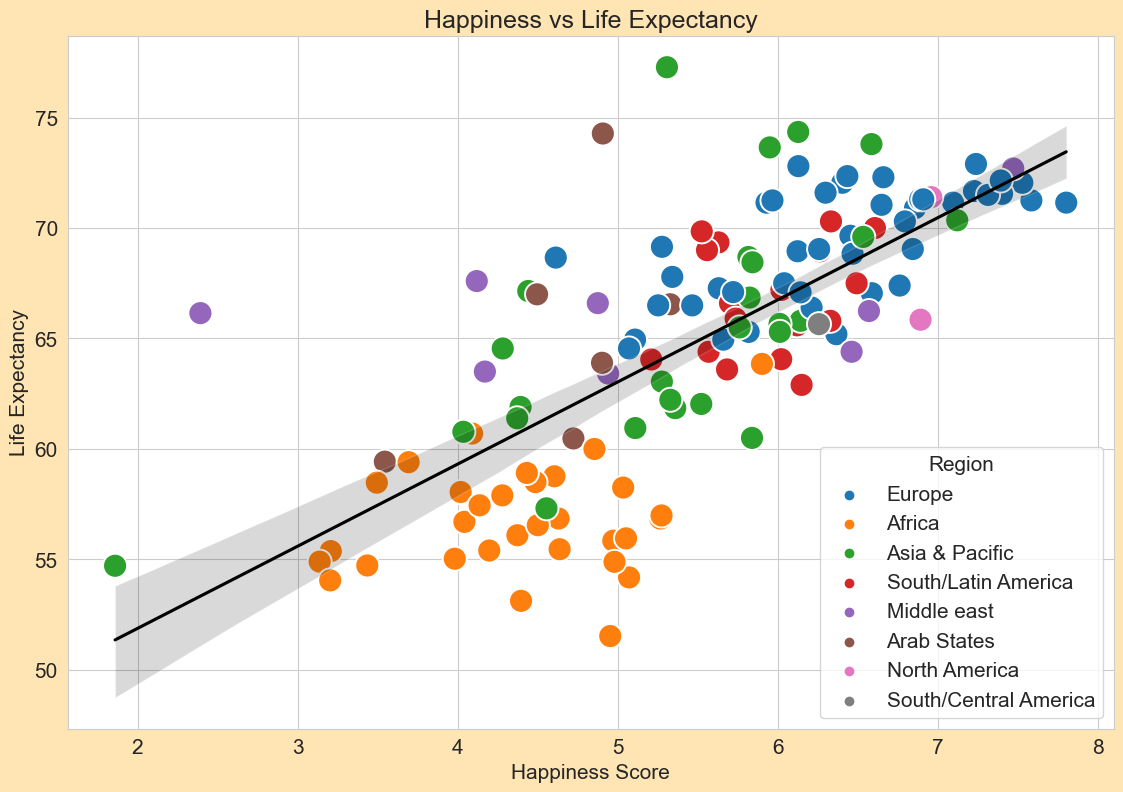 Happiness vs Life Expectancy
75
70
65
60
55
50
Life Expectancy
Region
Europe
Africa
Asia & Pacific
South/Latin America
Middle east
Arab States
North America
South/Central America
2 3 4 5 6 7 8
Happiness Score